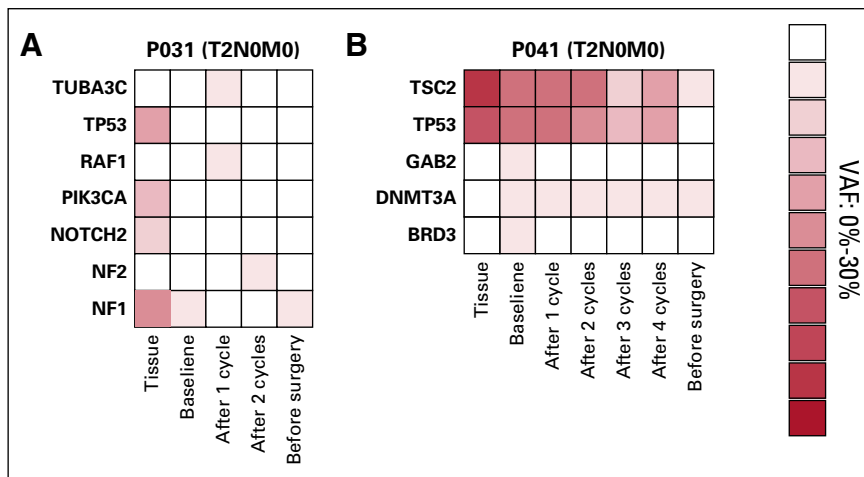 A
P031 (T2N0M0)
TUBA3C
TP53
RAF1
PIK3CA
NOTCH2
NF2
NF1
Tissue
Baseliene
After 1 cycle
After 2 cycles
Before surgery
B
P041 (T2N0M0)
TSC2
TP53
GAB2
DNMT3A
BRD3
Tissue
Baseliene
After 1 cycle
After 2 cycles
After 3 cycles
After 4 cycles
Before surgery
VAF: 0%-30%